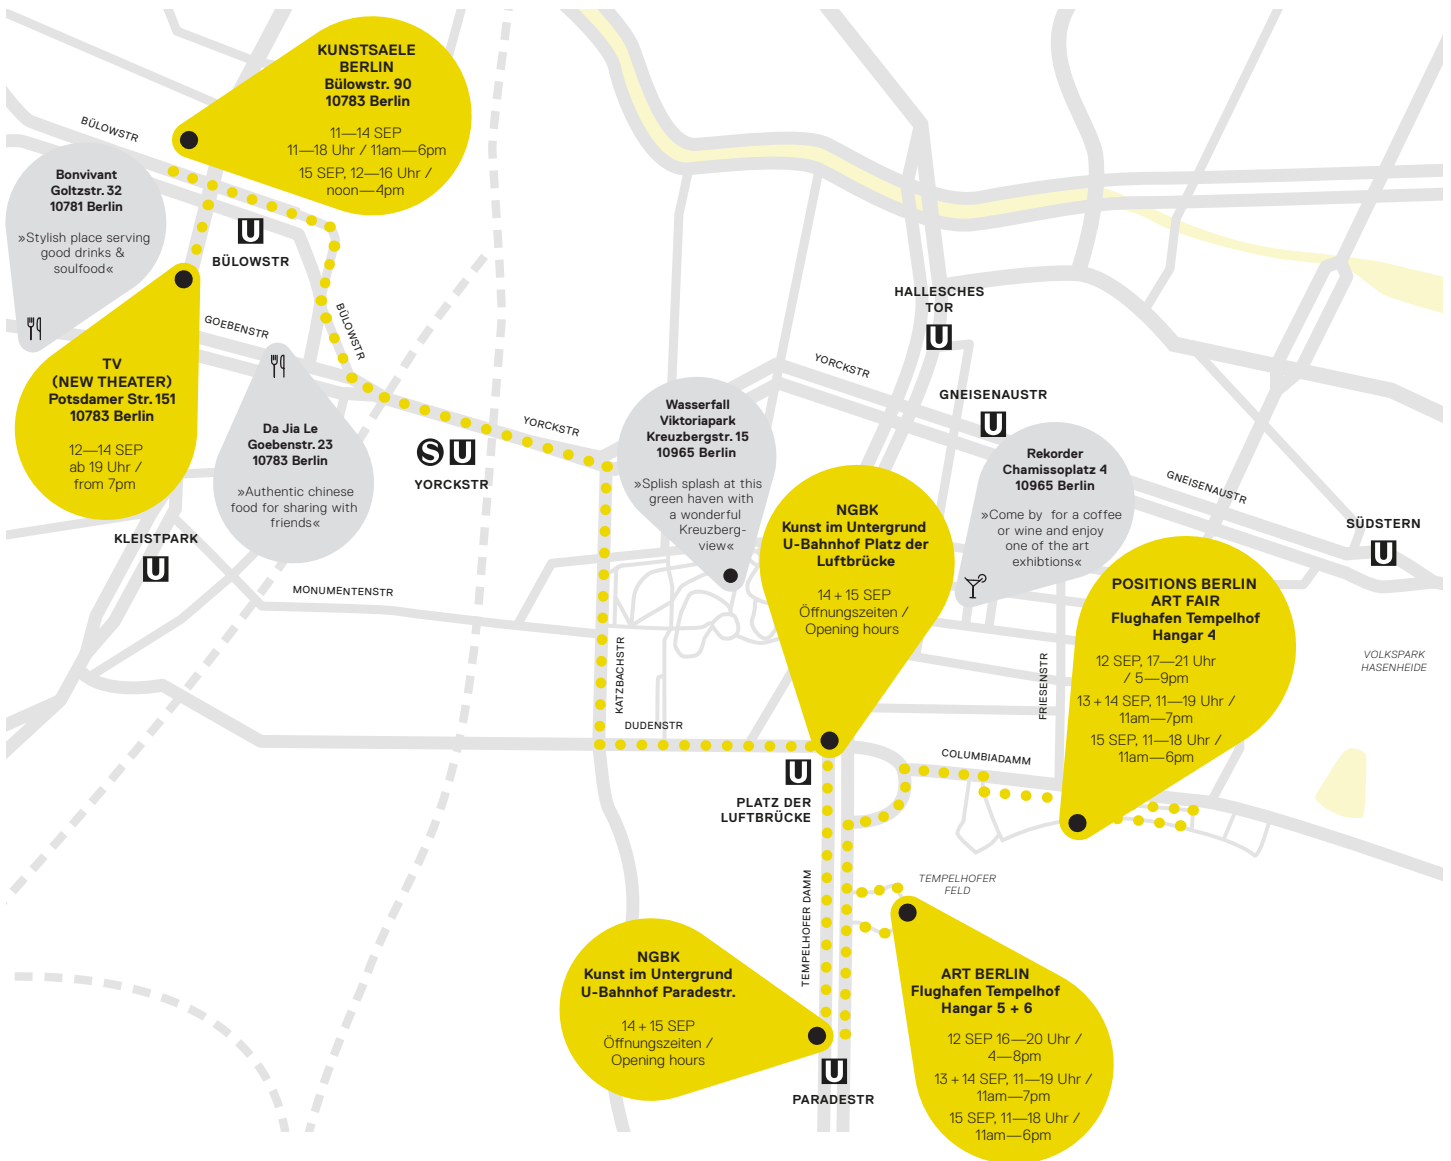 KUNSTSAELE
BERLIN
Bülowstr. 90
10783 Berlin
11—14 SEP
11—18 Uhr / 11am—6pm
15 SEP, 12—16 Uhr /
noon—4pm
BÜLOWSTR
Bonvivant
Goltzstr. 32
10781 Berlin
»Stylish place serving
good drinks &
soulfood«
U
BÜLOWSTR
BÜLOWSTR
GOEBENSTR
TV
(NEW THEATER)
Potsdamer Str. 151
10783 Berlin
12—14 SEP
ab 19 Uhr /
from 7pm
Da Jia Le
Goebenstr. 23
10783 Berlin
»Authentic chinese
food for sharing with
friends«
S U
YORCKSTR
YORCKSTR
KLEISTPARK
U
MONUMENTENSTR
Wasserfall
Viktoriapark
Kreuzbergstr. 15
10965 Berlin
»Splish splash at this
green haven with
a wonderful
Kreuzberg-
view«
HALLESCHES
TOR
U
YORCKSTR
GNEISENAUSTR
U
GNEISENAUSTR
SÜDSTERN
U
Rekorder
Chamissoplatz 4
10965 Berlin
»Come by for a coffee
or wine and enjoy
one of the art
exhibtions«
NGBK
Kunst im Untergrund
U-Bahnhof Platz der
Luftbrücke
14 + 15 SEP
Öffnungszeiten /
Opening hours
POSITIONS BERLIN
ART FAIR
Flughafen Tempelhof
Hangar 4
12 SEP, 17—21 Uhr
/ 5—9pm
13 + 14 SEP, 11—19 Uhr /
11am—7pm
15 SEP, 11—18 Uhr /
11am—6pm
VOLKSPARK
HASENHEIDE
KATZBACHSTR
FRIESENSTR
DUDENSTR
COLUMBIADAMM
U
PLATZ DER
LUFTBRÜCKE
TEMPELHOFER DAMM
TEMPELHOFER
FELD
NGBK
Kunst im Untergrund
U-Bahnhof Paradestr.
14 + 15 SEP
Öffnungszeiten /
Opening hours
U
PARADESTR
ART BERLIN
Flughafen Tempelhof
Hangar 5 + 6
12 SEP 16—20 Uhr /
4—8pm
13 + 14 SEP, 11—19 Uhr /
11am—7pm
15 SEP, 11—18 Uhr /
11am—6pm